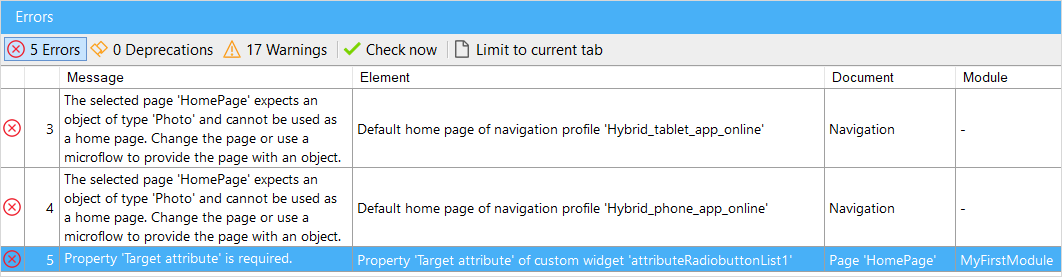 Errors
5 Errors 0 Deprecations 17 Warnings Check now Limit to current tab
Message Element Document Module
The selected page 'HomePage' expects an
object of type 'Photo' and cannot be used as
3 Default home page of navigation profile 'Hybrid_tablet_app_online' Navigation -
a home page. Change the page or use a
microflow to provide the page with an object.
The selected page 'HomePage' expects an
object of type 'Photo' and cannot be used as
4 Default home page of navigation profile 'Hybrid_phone_app_online' Navigation -
a home page. Change the page or use a
microflow to provide the page with an object.
5 Property 'Target attribute' is required. Property 'Target attribute' of custom widget 'attributeRadiobuttonList1' Page 'HomePage' MyFirstModule